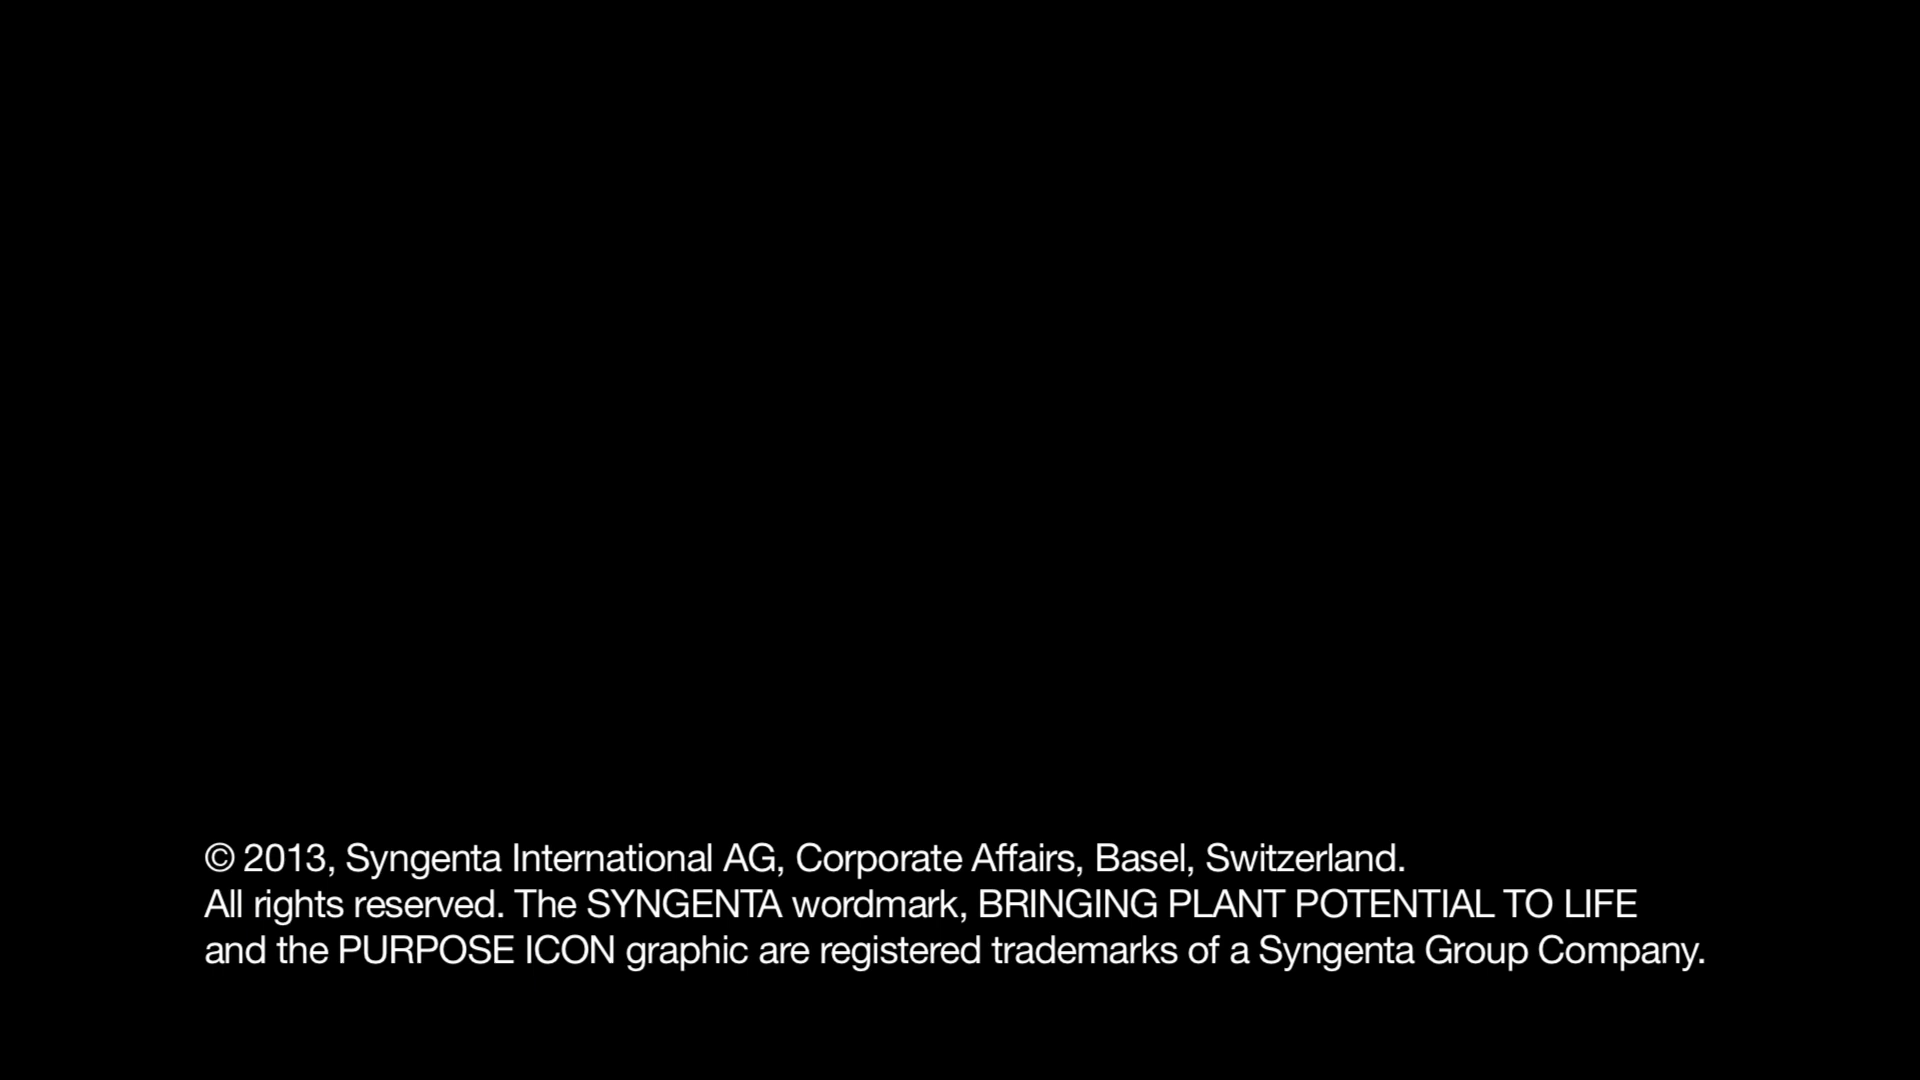 © 2013, Syngenta International AG, Corporate Affairs, Basel, Switzerland.
All rights reserved. The SYNGENTA wordmark, BRINGING PLANT POTENTIAL TO LIFE
and the PURPOSE ICON graphic are registered trademarks of a Syngenta Group Company.